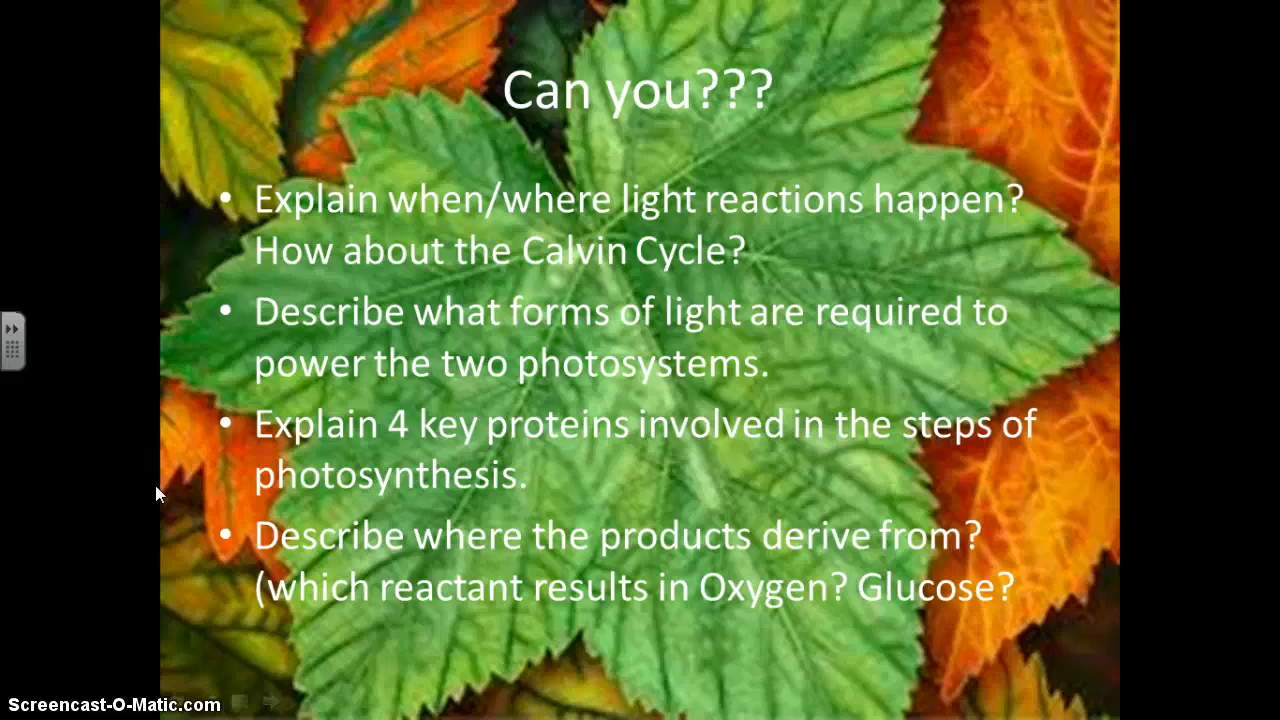 Can you???
• Explain when/where light reactions happen?
How about the Calvin Cycle?
• Describe what forms of light are required to
power the two photosystems.
• Explain 4 key proteins involved in the steps of
photosynthesis.
• Describe where the products derive from?
(which reactant results in Oxygen? Glucose?
Screencast-O-Matic.com